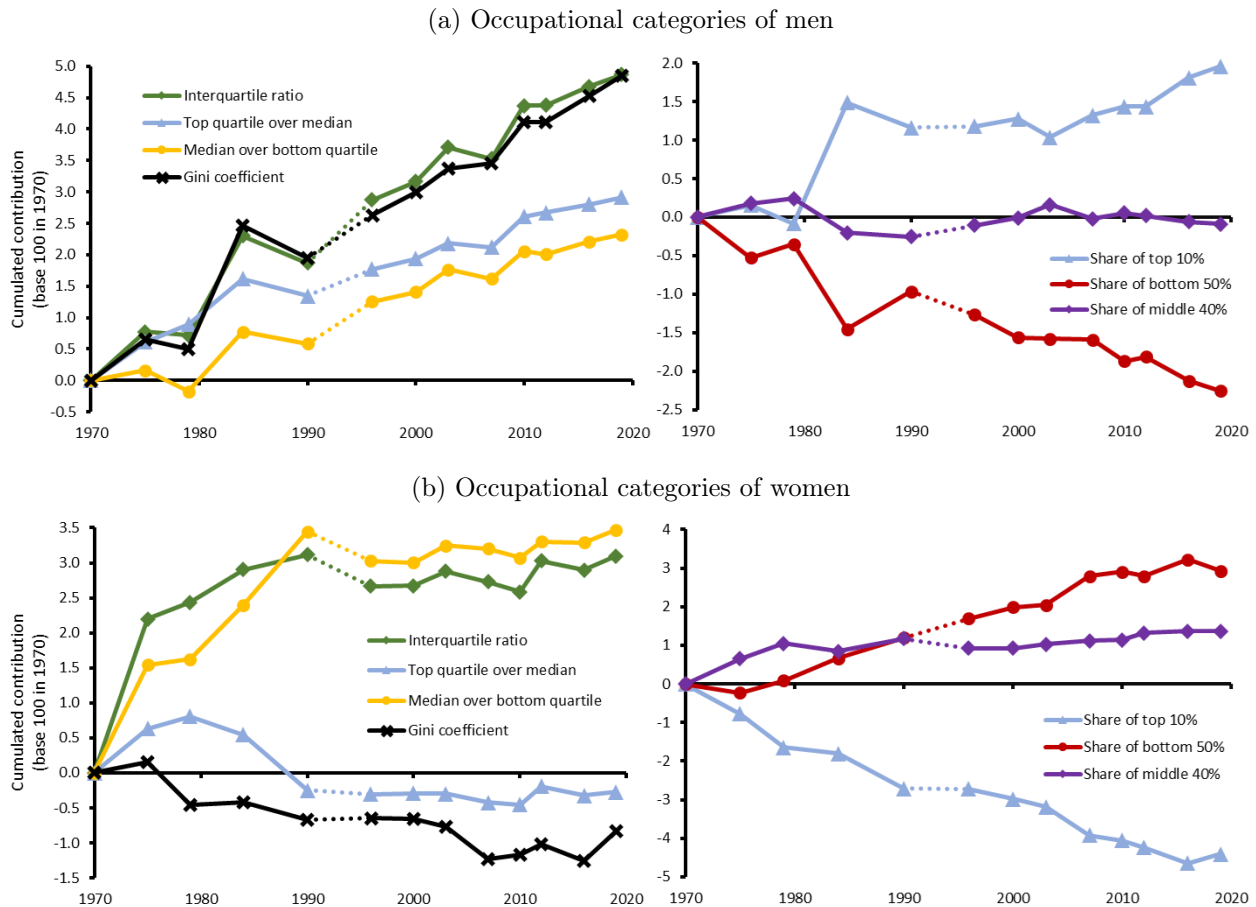 (a) Occupational categories of men
Cumulated contribution
(base 100 in 1970)
5.0
4.5
4.0
3.5
3.0
2.5
2.0
1.5
1.0
0.5
0.0
-0.5
Interquartile ratio
Top quartile over median
Median over bottom quartile
Gini coefficient
1970 1980 1990 2000 2010 2020
2.0
1.5
1.0
0.5
0.0
-0.5
-1.0
-1.5
-2.0
-2.5
Share of top 10%
Share of bottom 50%
Share of middle 40%
1970 1980 1990 2000 2010 2020
(b) Occupational categories of women
Cumulated contribution
(base 100 in 1970)
3.5
3.0
2.5
2.0
1.5
1.0
0.5
0.0
-0.5
-1.0
-1.5
Interquartile ratio
Top quartile over median
Median over bottom quartile
Gini coefficient
1970 1980 1990 2000 2010 2020
4
3
2
1
0
-1
-2
-3
-4
-5
Share of top 10%
Share of bottom 50%
Share of middle 40%
1970 1980 1990 2000 2010 2020